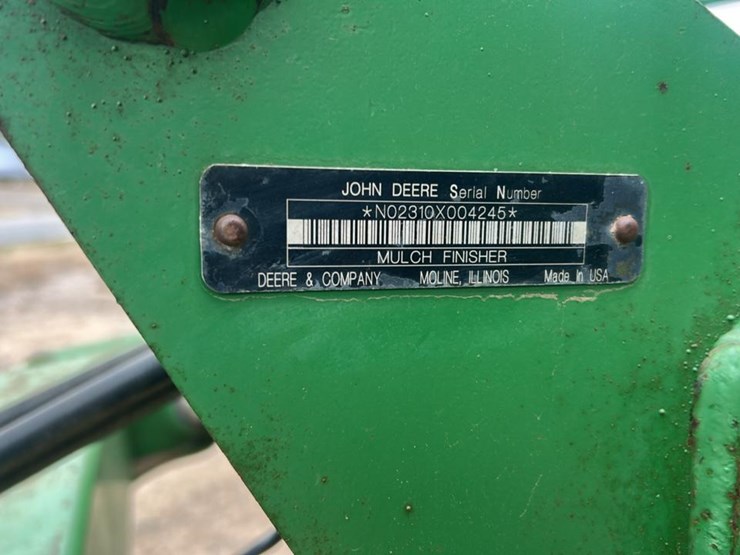 JOHN DEERE Serial Number
*N02310X004245*
MULCH FINISHER
DEERE & COMPANY MOLINE, ILLINOIS Made In USA